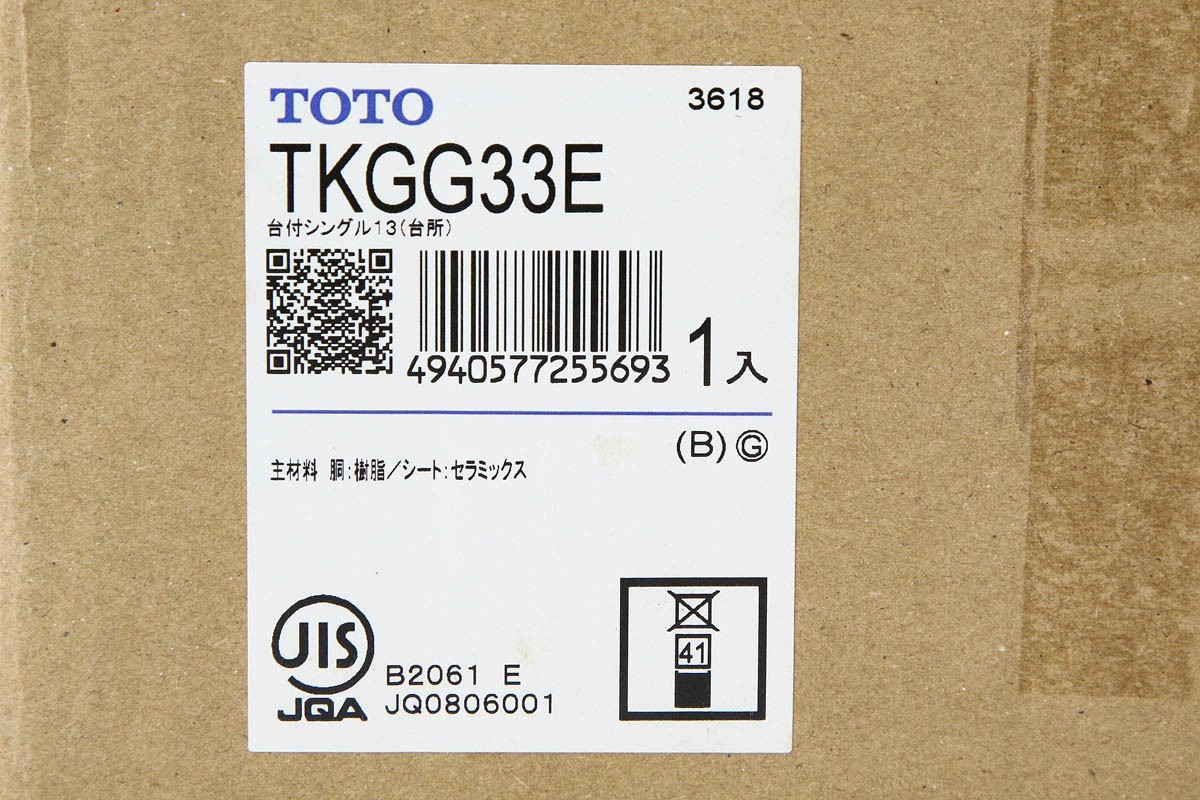 TOTO 3618
TKGG33E
台付シングル13(台所)
4940577255693 1入
(B) Ⓖ
主材料 胴:樹脂/シート:セラミックス
JIS
JQA
B2061 E
JQ0806001
41